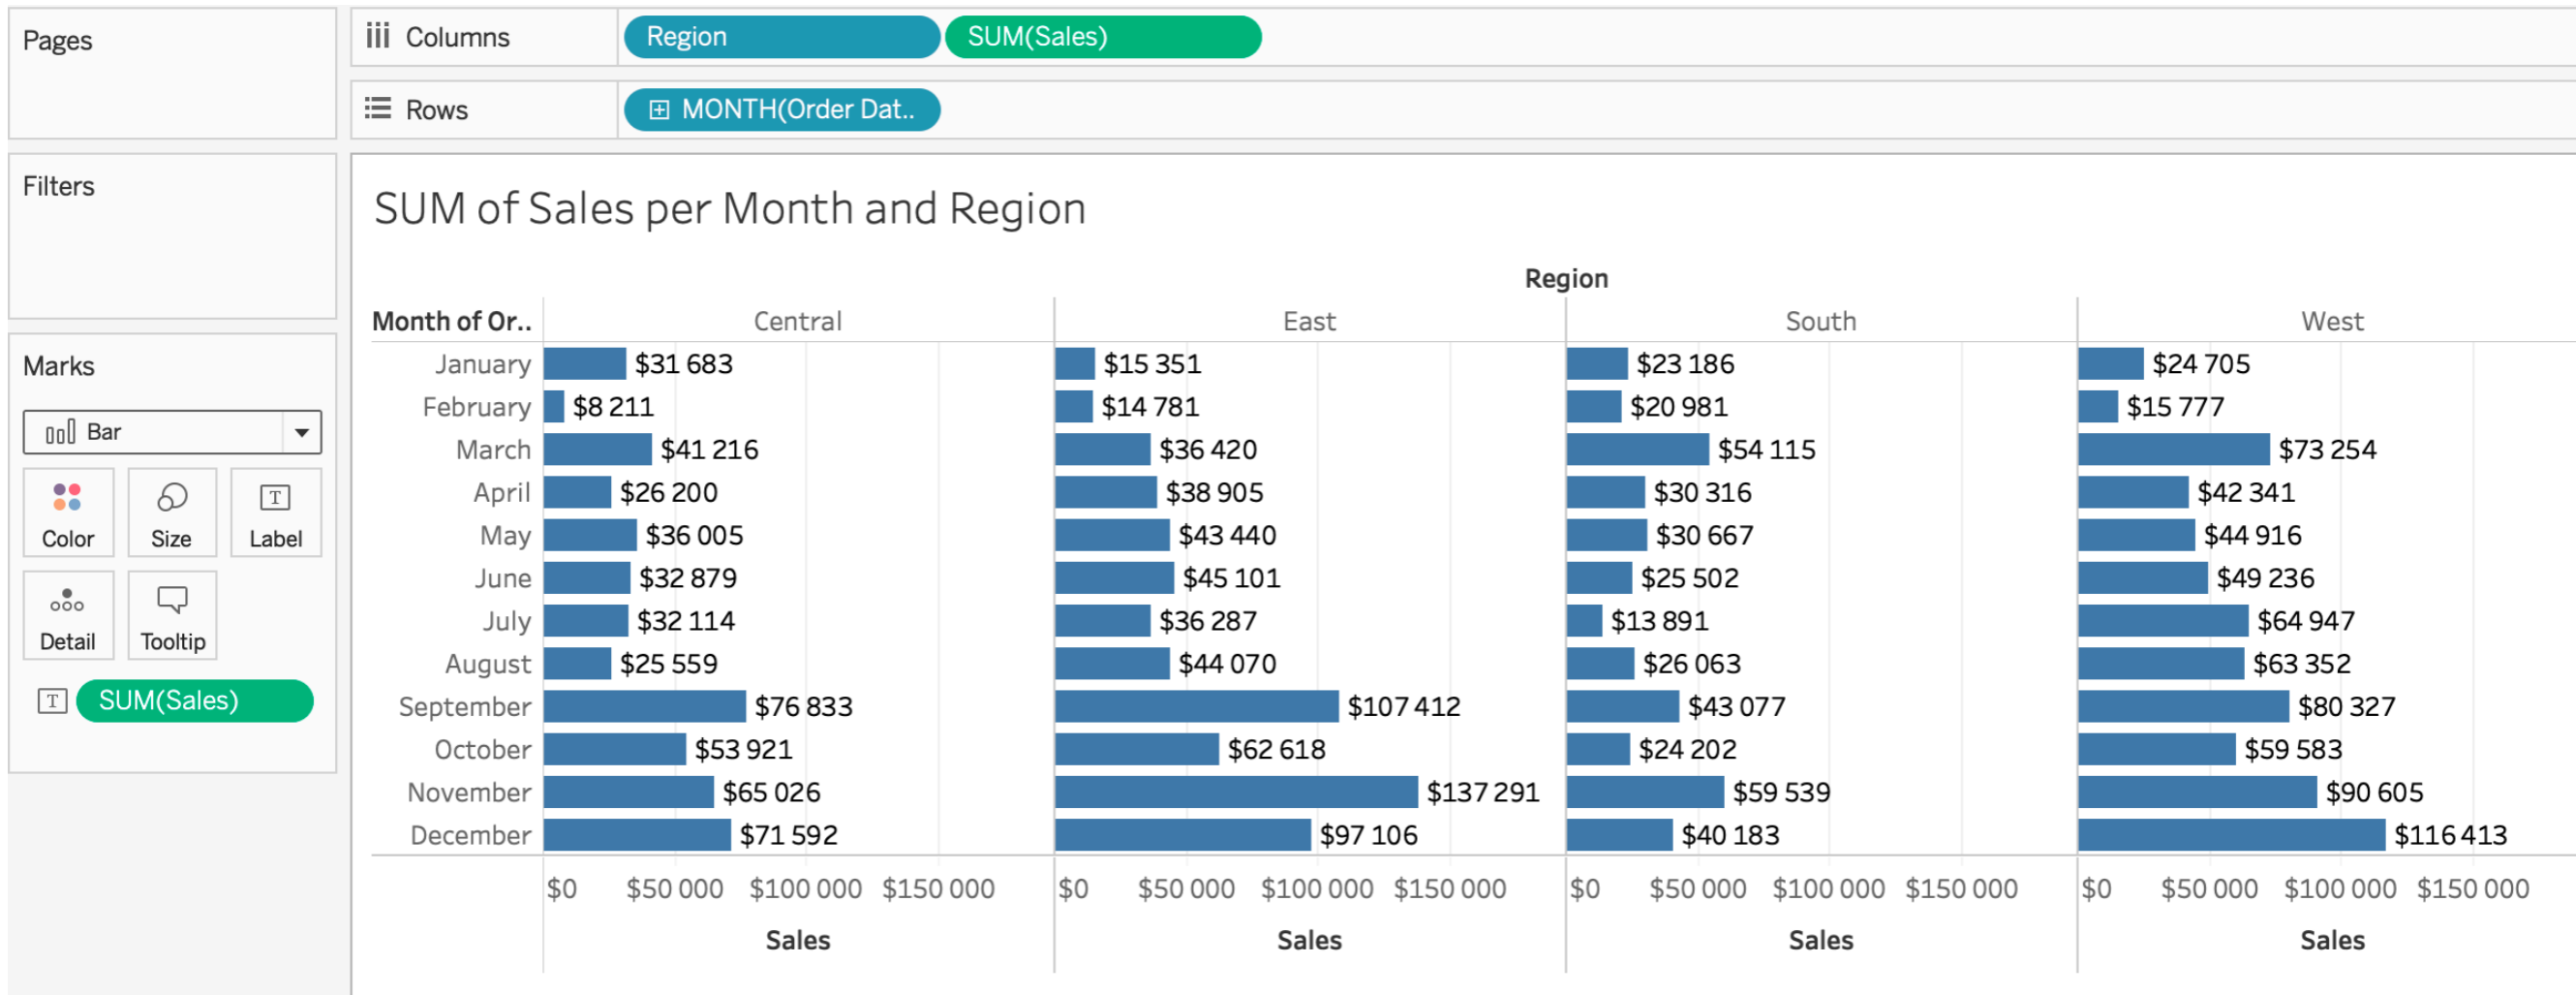 Pages
Columns Region SUM(Sales)
Rows MONTH(Order Dat..
Filters
SUM of Sales per Month and Region
Marks
Bar
Color Size Label
Detail Tooltip
SUM(Sales)
Region
Month of Or.. Central East South West
January $31 683 $15 351 $23 186 $24 705
February $8 211 $14 781 $20 981 $15 777
March $41 216 $36 420 $54 115 $73 254
April $26 200 $38 905 $30 316 $42 341
May $36 005 $43 440 $30 667 $44 916
June $32 879 $45 101 $25 502 $49 236
July $32 114 $36 287 $13 891 $64 947
August $25 559 $44 070 $26 063 $63 352
September $76 833 $107 412 $43 077 $80 327
October $53 921 $62 618 $24 202 $59 583
November $65 026 $137 291 $59 539 $90 605
December $71 592 $97 106 $40 183 $116 413
$0 $50 000 $100 000 $150 000 $0 $50 000 $100 000 $150 000 $0 $50 000 $100 000 $150 000 $0 $50 000 $100 000 $150 000
Sales Sales Sales Sales